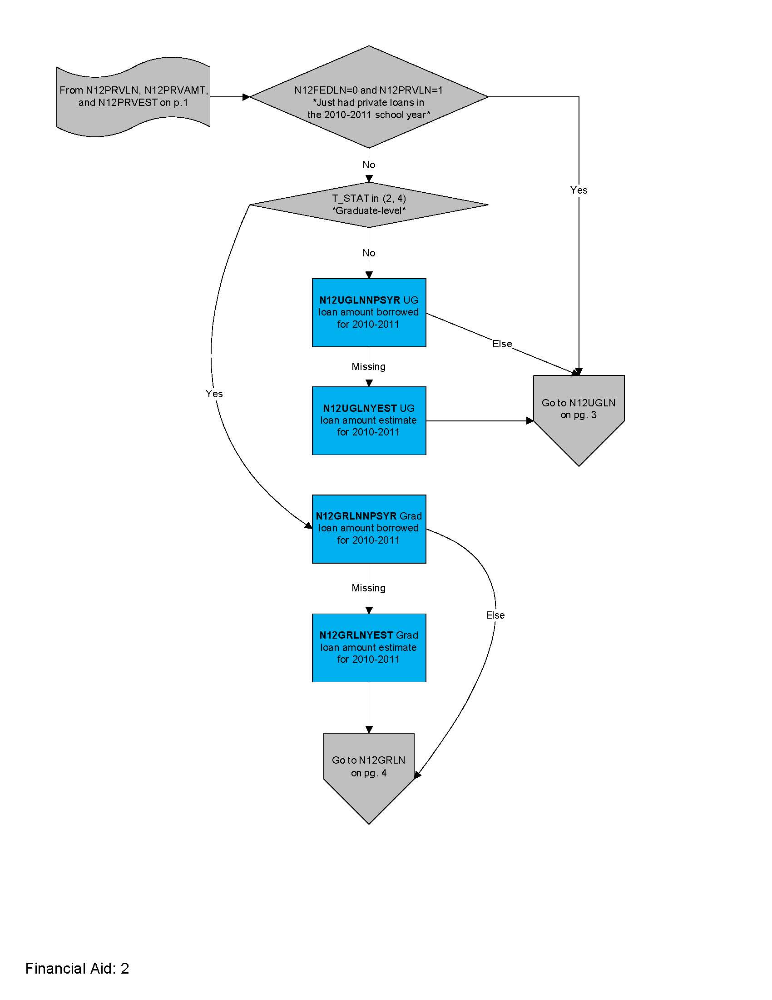 From N12PRVLN, N12PRVAMT,
and N12PRVEST on p.1
N12FEDLN=0 and N12PRVLN=1
*Just had private loans in
the 2010-2011 school year*
No
Yes
T_STAT in (2, 4)
*Graduate-level*
No
N12UGLNNPSYR UG
loan amount borrowed
for 2010-2011
Else
Missing
Yes
N12UGLNYEST UG
loan amount estimate
for 2010-2011
Go to N12UGLN
on pg. 3
N12GRLNNPSYR Grad
loan amount borrowed
for 2010-2011
Missing
Else
N12GRLNYEST Grad
loan amount estimate
for 2010-2011
Go to N12GRLN
on pg. 4
Financial Aid: 2